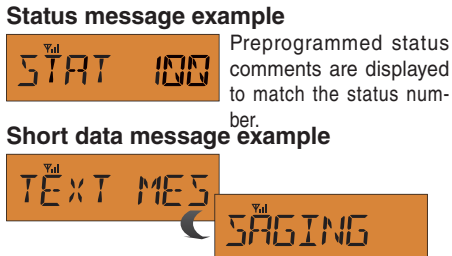 Status message example
STAT 100
Preprogrammed status
comments are displayed
to match the status num-
ber.
Short data message example
TEXT MES
SAGING